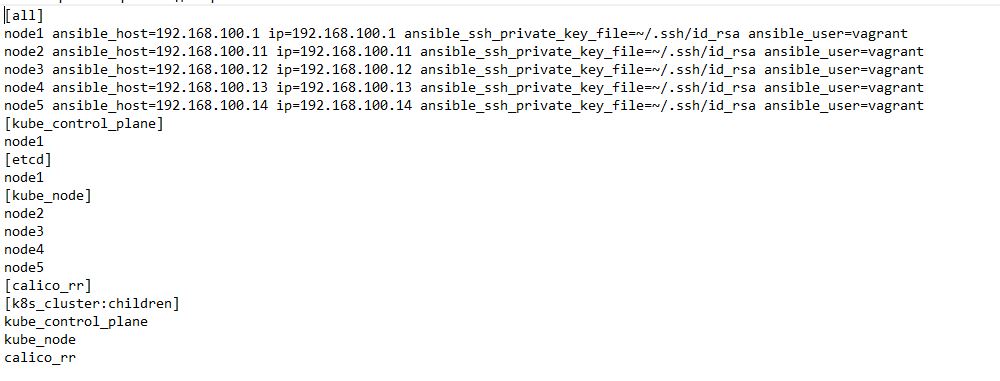 [all]
node1 ansible_host=192.168.100.1 ip=192.168.100.1 ansible_ssh_private_key_file=~/.ssh/id_rsa ansible_user=vagrant
node2 ansible_host=192.168.100.11 ip=192.168.100.11 ansible_ssh_private_key_file=~/.ssh/id_rsa ansible_user=vagrant
node3 ansible_host=192.168.100.12 ip=192.168.100.12 ansible_ssh_private_key_file=~/.ssh/id_rsa ansible_user=vagrant
node4 ansible_host=192.168.100.13 ip=192.168.100.13 ansible_ssh_private_key_file=~/.ssh/id_rsa ansible_user=vagrant
node5 ansible_host=192.168.100.14 ip=192.168.100.14 ansible_ssh_private_key_file=~/.ssh/id_rsa ansible_user=vagrant
[kube_control_plane]
node1
[etcd]
node1
[kube_node]
node2
node3
node4
node5
[calico_rr]
[k8s_cluster:children]
kube_control_plane
kube_node
calico_rr